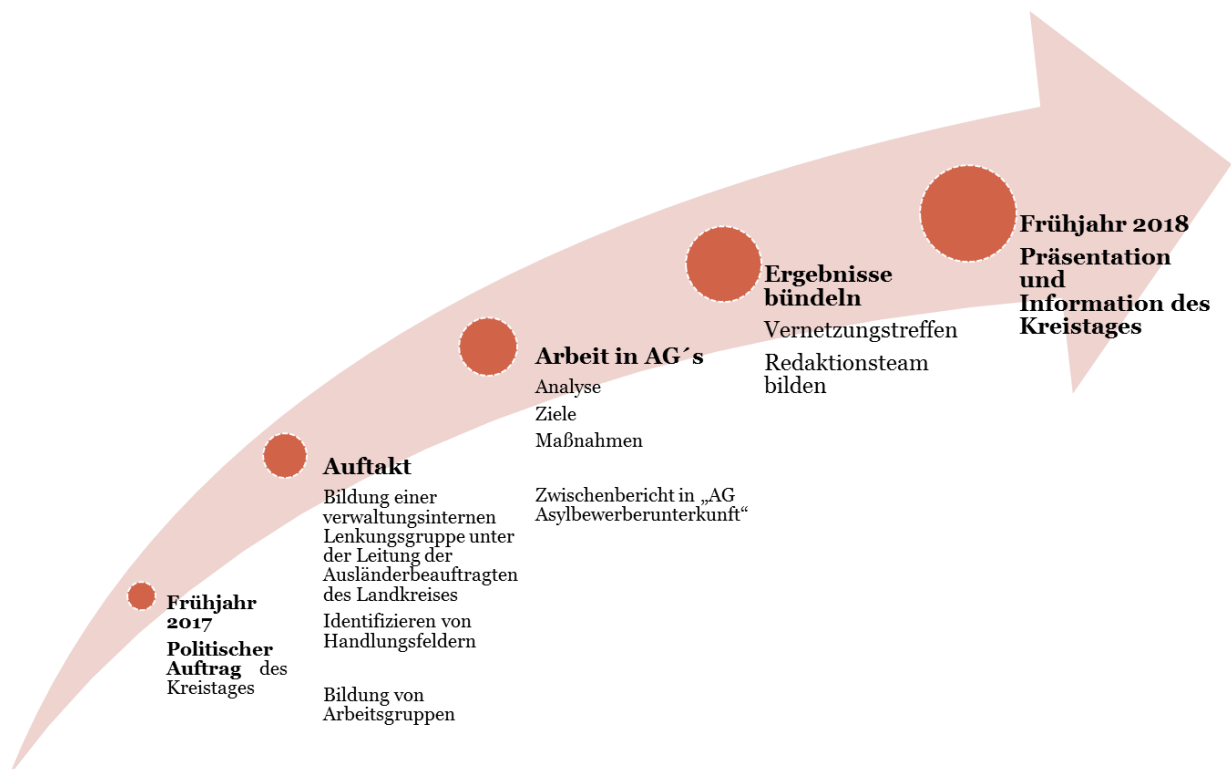 Frühjahr
2017
Politischer
Auftrag des
Kreistages
Auftakt
Bildung einer
verwaltungsinternen
Lenkungsgruppe unter
der Leitung der
Ausländerbeauftragten
des Landkreises
Identifizieren von
Handlungsfeldern
Bildung von
Arbeitsgruppen
Arbeit in AG´s
Analyse
Ziele
Maßnahmen
Zwischenbericht in „AG
Asylbewerberunterkunft“
Ergebnisse
bündeln
Vernetzungstreffen
Redaktionsteam
bilden
Frühjahr 2018
Präsentation
und
Information des
Kreistages